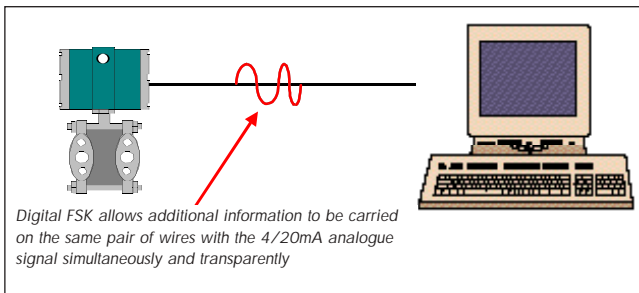 Digital FSK allows additional information to be carried
on the same pair of wires with the 4/20mA analogue
signal simultaneously and transparently